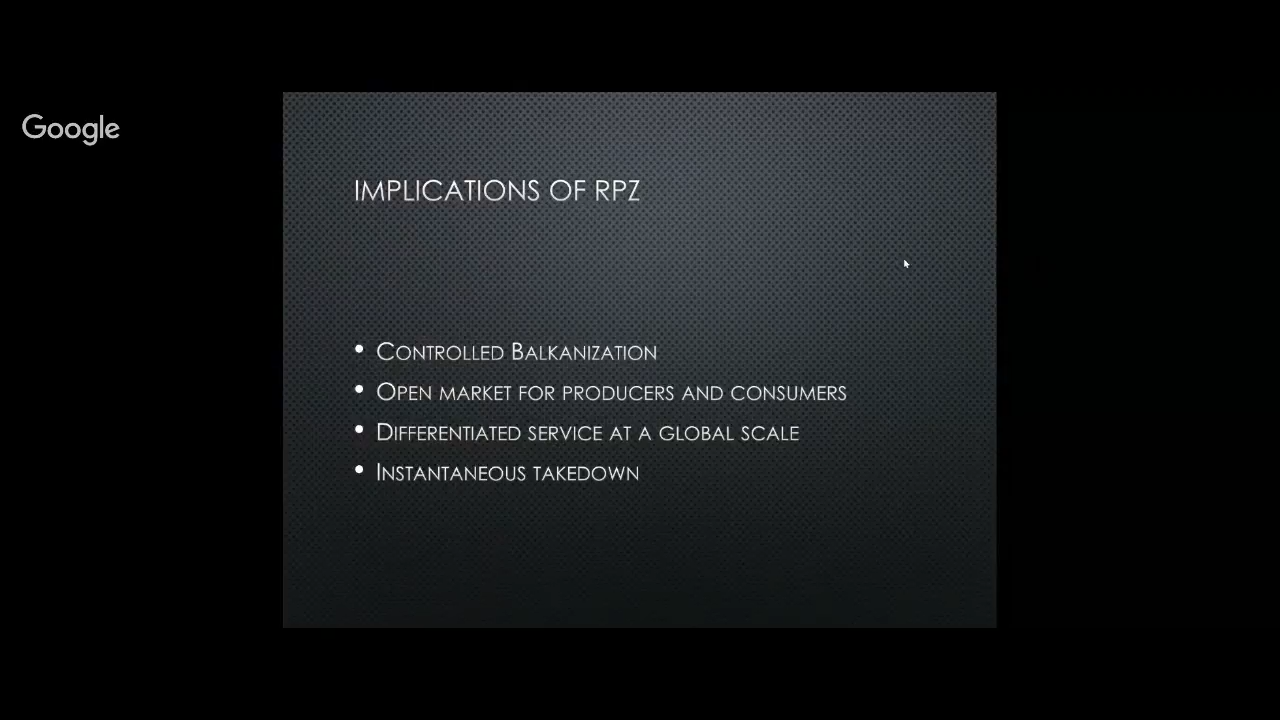 Google
IMPLICATIONS OF RPZ
• CONTROLLED BALKANIZATION
• OPEN MARKET FOR PRODUCERS AND CONSUMERS
• DIFFERENTIATED SERVICE AT A GLOBAL SCALE
• INSTANTANEOUS TAKEDOWN